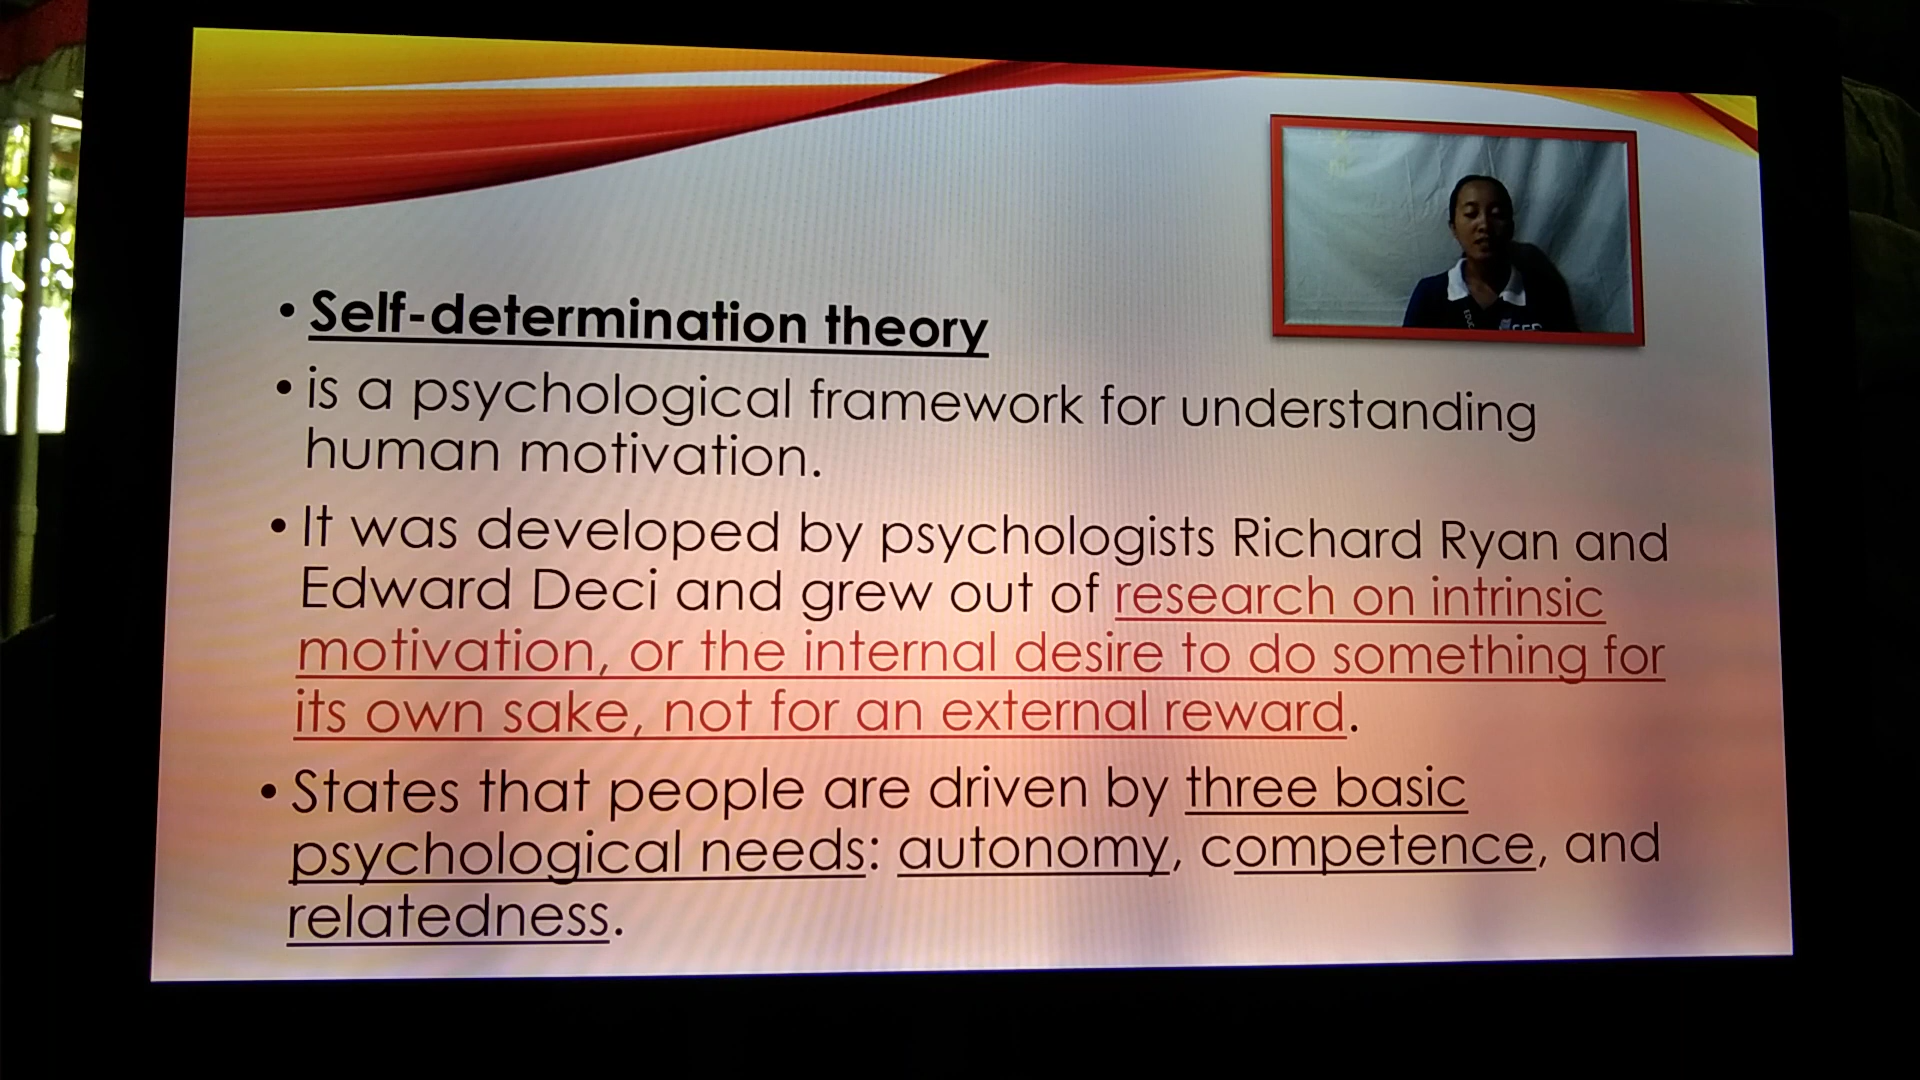 • Self-determination theory
• is a psychological framework for understanding
human motivation.
• It was developed by psychologists Richard Ryan and
Edward Deci and grew out of research on intrinsic
motivation, or the internal desire to do something for
its own sake, not for an external reward.
• States that people are driven by three basic
psychological needs: autonomy, competence, and
relatedness.